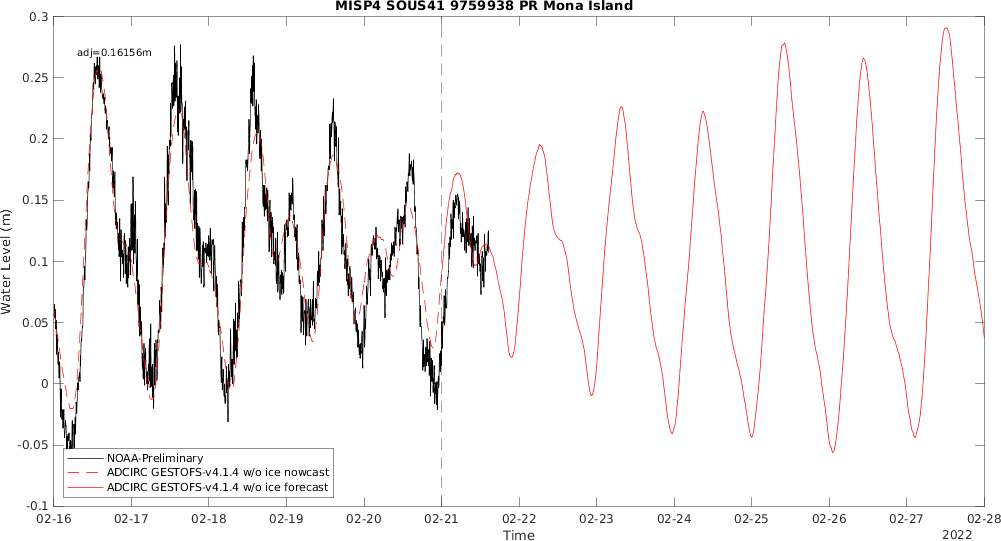 MISP4 SOUS41 9759938 PR Mona Island
adj=0.16156m
0.3
0.25
0.2
0.15
0.1
0.05
0
-0.05
-0.1
Water Level (m)
NOAA-Preliminary
ADCIRC GESTOFS-v4.1.4 w/o ice nowcast
ADCIRC GESTOFS-v4.1.4 w/o ice forecast
02-16 02-17 02-18 02-19 02-20 02-21 02-22 02-23 02-24 02-25 02-26 02-27 02-28
Time
2022